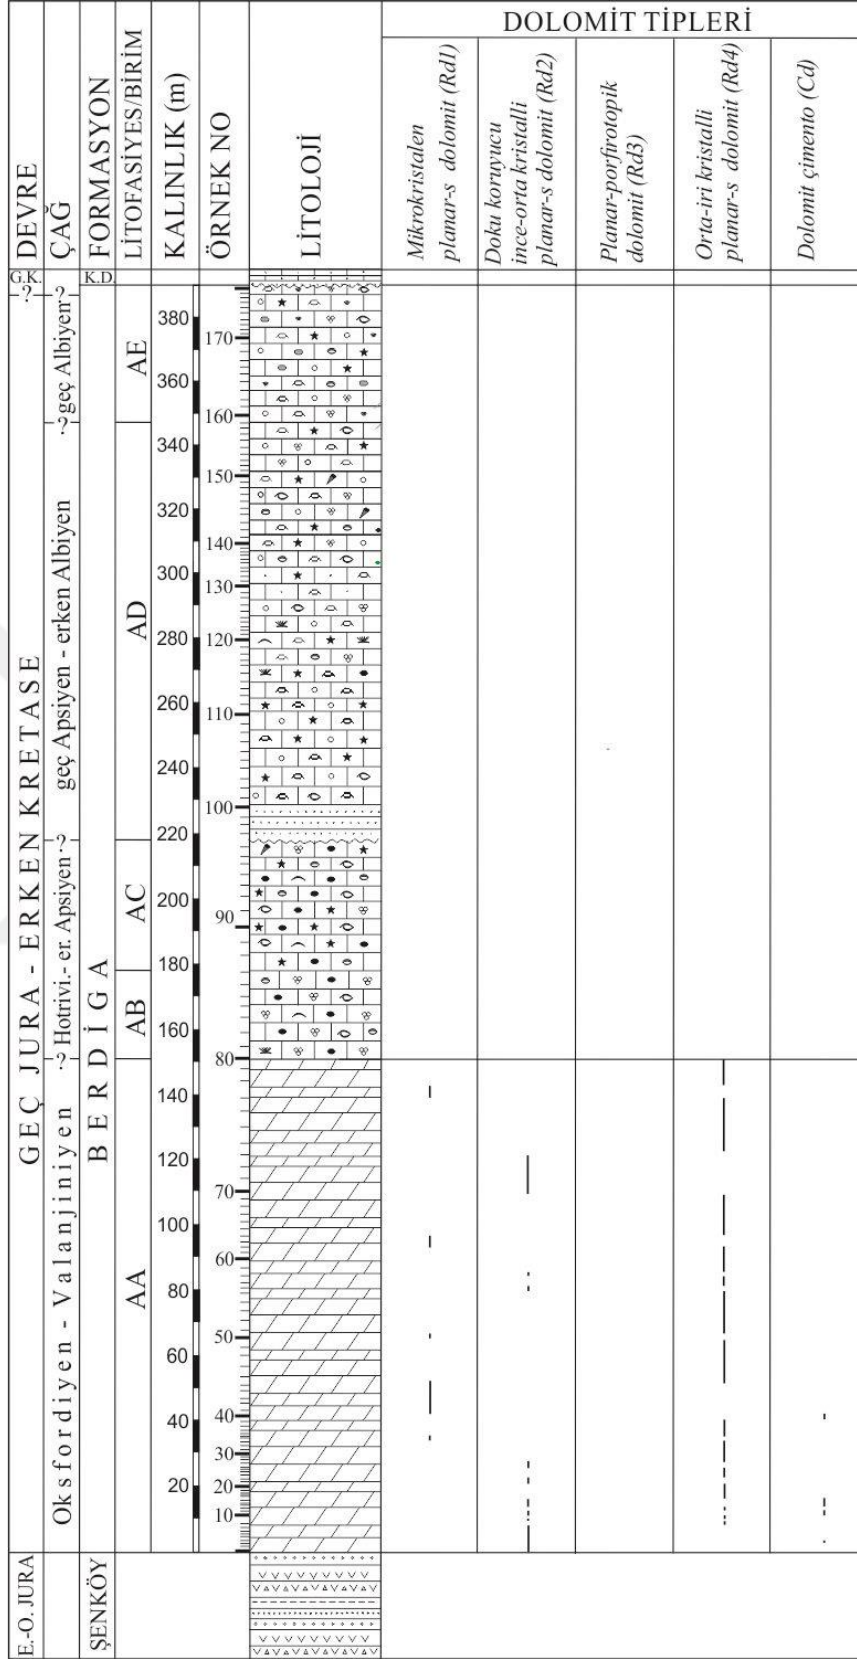 DOLOMİT TİPLERİ
DEVRE
ÇAĞ
FORMASYON
LİTOFASİYES/BİRİM
KALINLIK (m)
ÖRNEK NO
LİTOLOJİ
Mikrokristalen
planar-s dolomit (Rd1)
Doku koruyucu
ince-orta kristalli
planar-s dolomit (Rd2)
Planar-porfirotopik
dolomit (Rd3)
Orta-iri kristalli
planar-s dolomit (Rd4)
Dolomit çimento (Cd)
G.K.
K.D.
-?-
-?-
GEÇ JURA - ERKEN KRETASE
E.-O. JURA
geç Albiyen
-?-
geç Apsiyen - erken Albiyen
-?-
Hotrivi.- er. Apsiyen
-?
Oksfordiyen - Valanjiniyen
BERDİGA
ŞENKÖY
AE
AD
AC
AB
AA
380
360
340
320
300
280
260
240
220
200
180
160
140
120
100
80
60
40
20
170
160
150
140
130
120
110
100
90
80
70
60
50
40
30
20
10